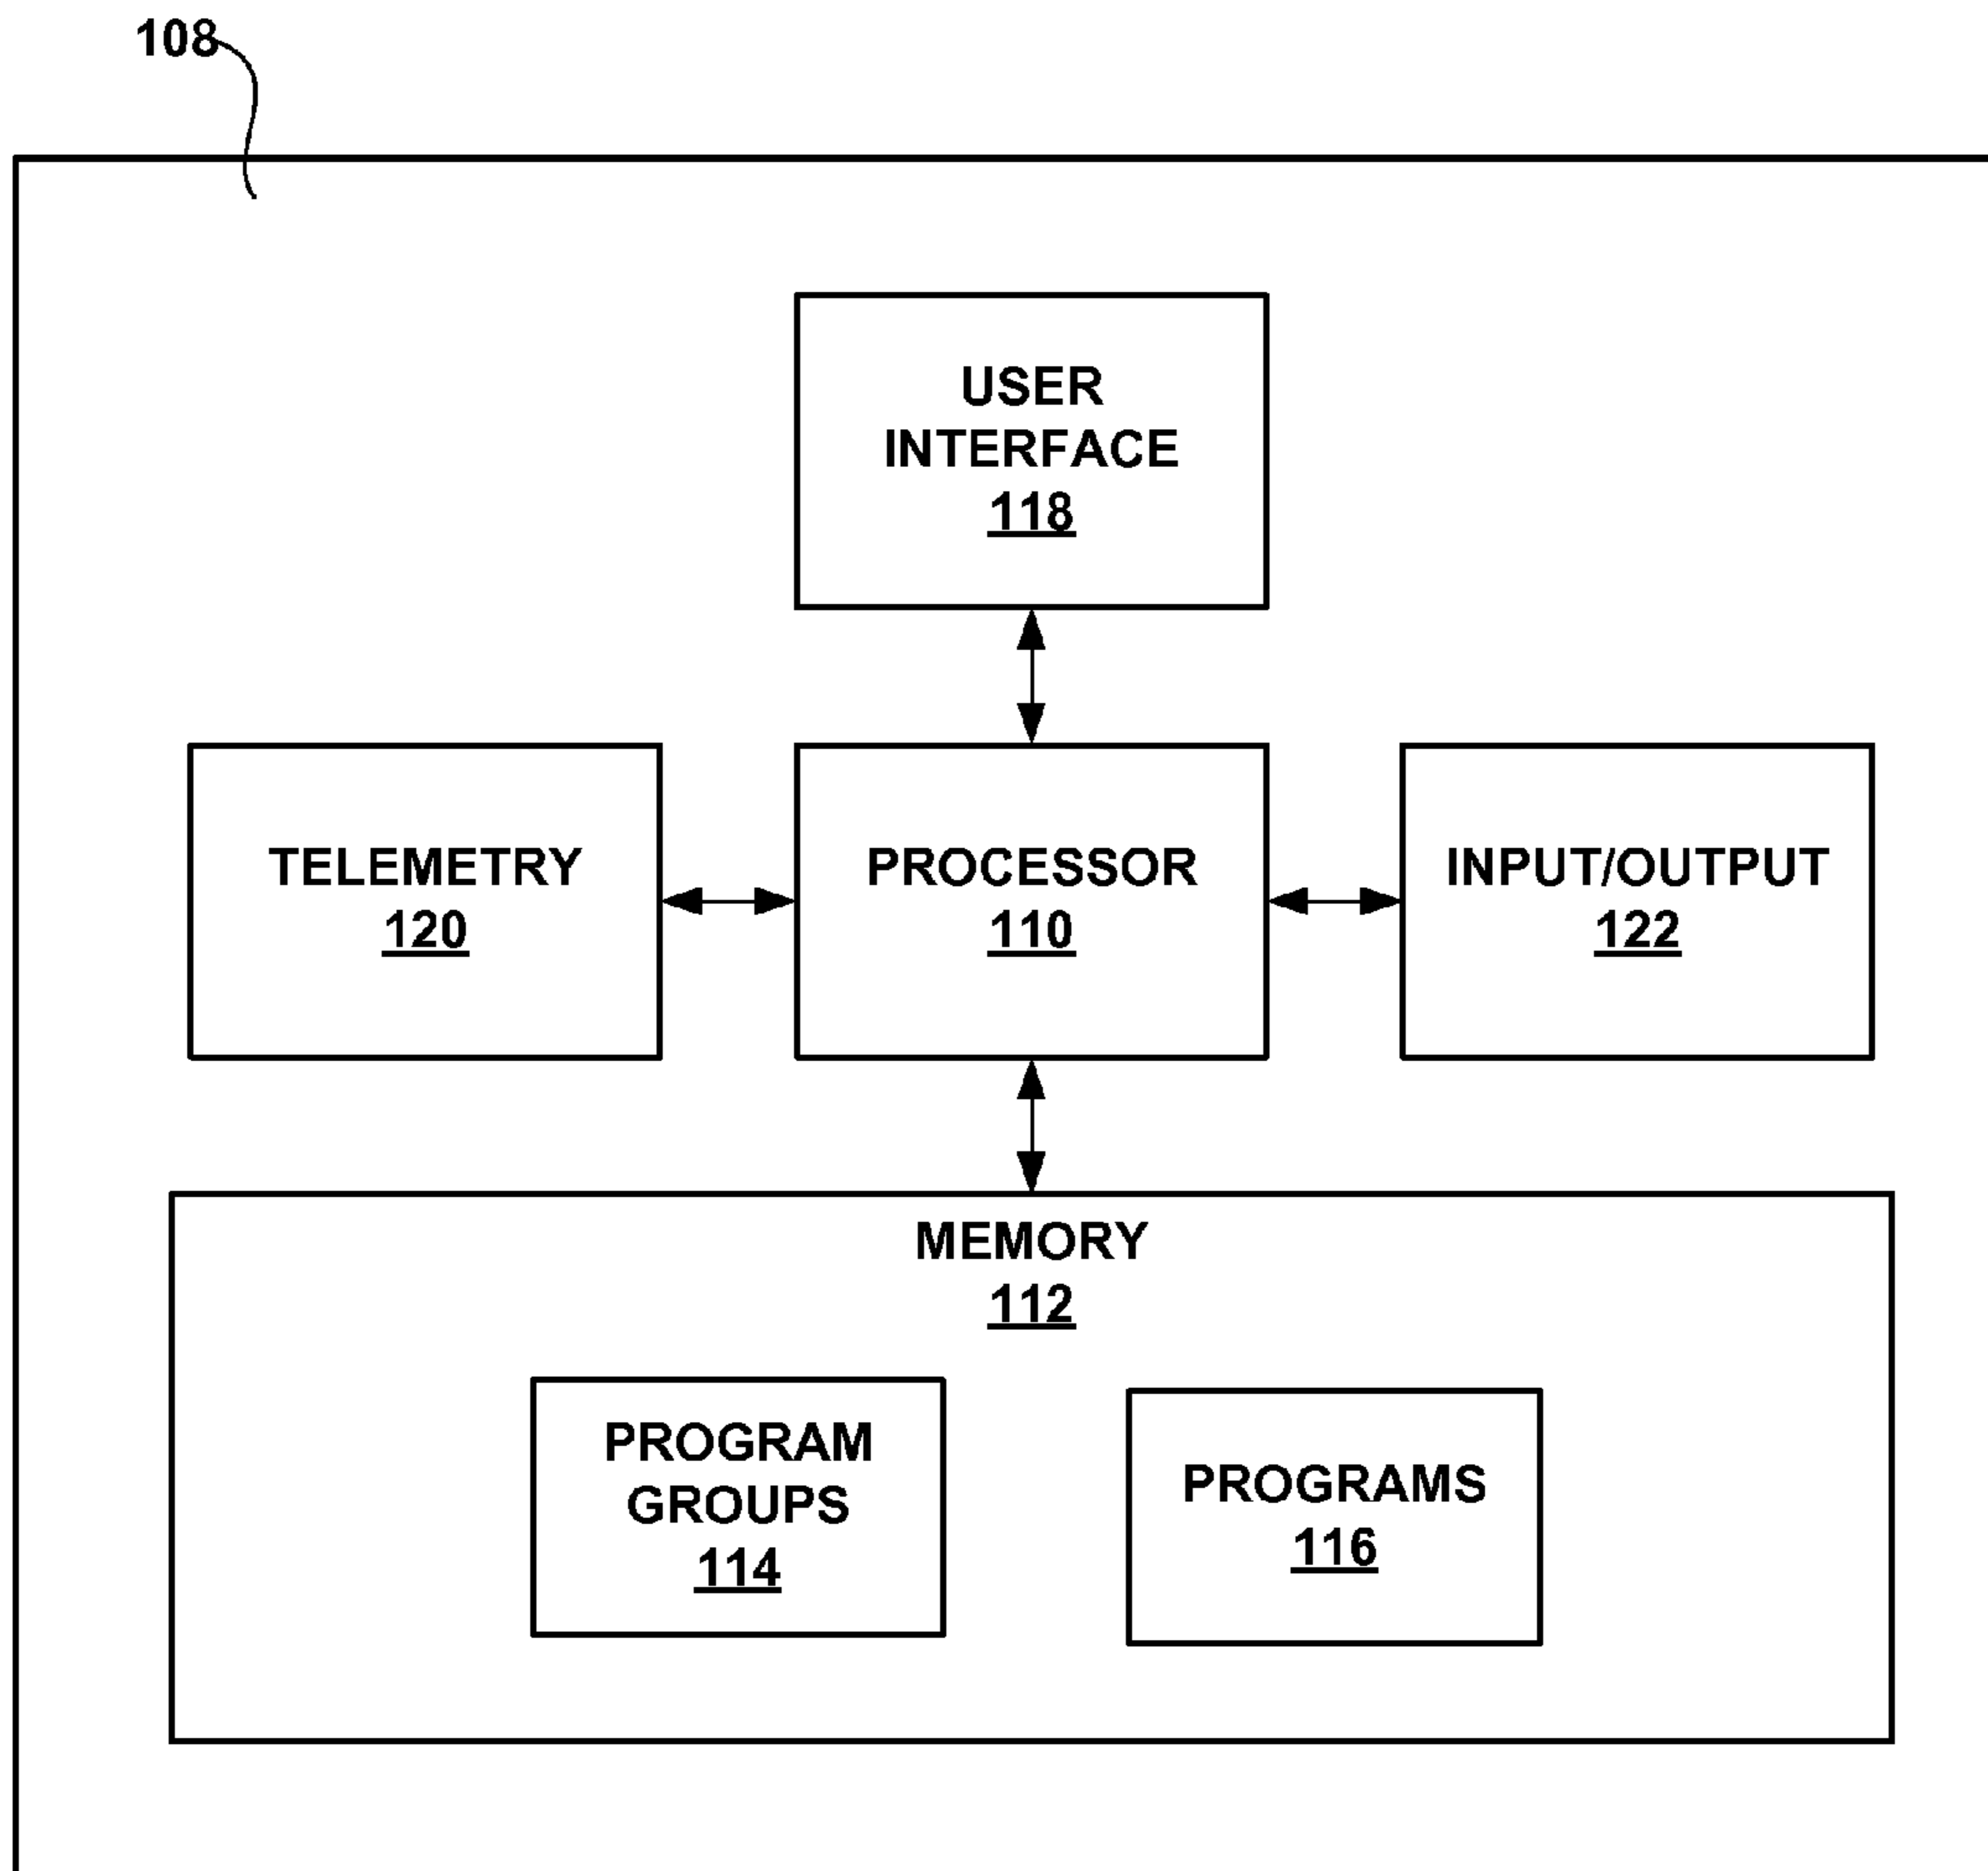 108
USER
INTERFACE
118
TELEMETRY
120
PROCESSOR
110
INPUT/OUTPUT
122
MEMORY
112
PROGRAM
GROUPS
114
PROGRAMS
116